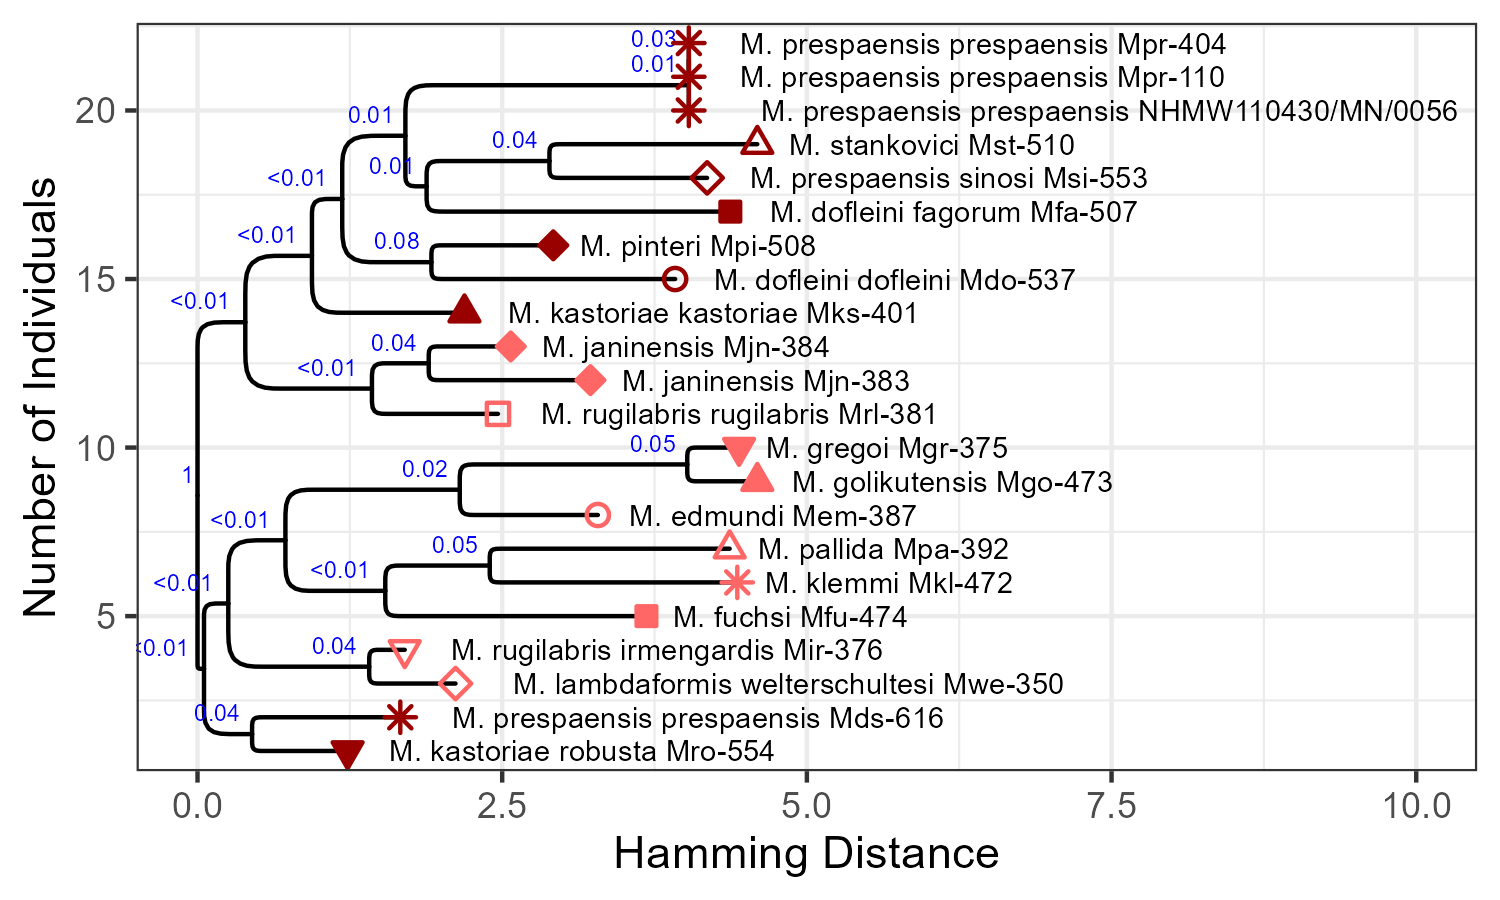 0.03
M. prespaensis prespaensis Mpr-404
0.01
M. prespaensis prespaensis Mpr-110
20
0.01
M. prespaensis prespaensis NHMW110430/MN/0056
0.04
M. stankovici Mst-510
0.01
<0.01
M. prespaensis sinosi Msi-553
M. dofleini fagorum Mfa-507
<0.01
0.08
M. pinteri Mpi-508
15
M. dofleini dofleini Mdo-537
<0.01
M. kastoriae kastoriae Mks-401
0.04
M. janinensis Mjn-384
<0.01
M. janinensis Mjn-383
M. rugilabris rugilabris Mrl-381
10
0.05
M. gregoi Mgr-375
1
0.02
M. golikutensis Mgo-473
<0.01
M. edmundi Mem-387
0.05
M. pallida Mpa-392
<0.01
<0.01
M. klemmi Mkl-472
5
M. fuchsi Mfu-474
<0.01
0.04
M. rugilabris irmengardis Mir-376
M. lambdaformis welterschultesi Mwe-350
0.04
M. prespaensis prespaensis Mds-616
M. kastoriae robusta Mro-554
Number of Individuals
0.0 2.5 5.0 7.5 10.0
Hamming Distance